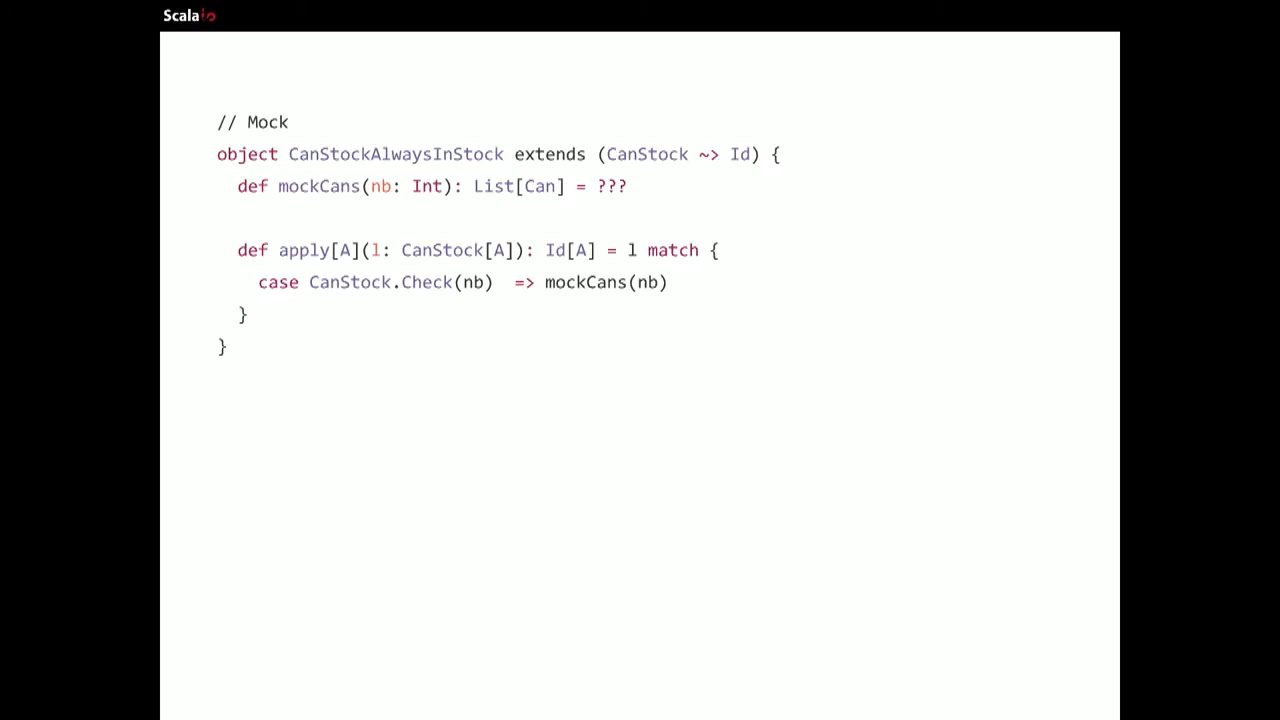 Scala io
// Mock
object CanStockAlwaysInStock extends (CanStock ~> Id) {
  def mockCans(nb: Int): List[Can] = ???
  def apply[A](l: CanStock[A]): Id[A] = l match {
    case CanStock.Check(nb)  => mockCans(nb)
  }
}